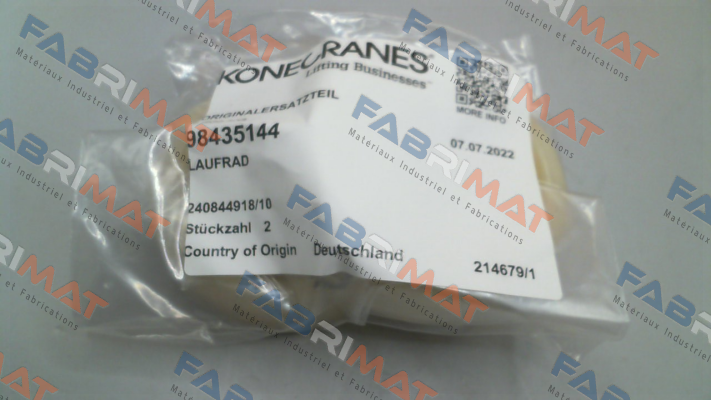 KONECRANES
Lifting Businesses
MORE INFO
ORIGINALERSATZTEIL
98435144
07.07.2022
LAUFRAD
240844918/10
Stückzahl 2
Country of Origin Deutschland
214679/1
FABRIMAT
Matériaux Industriel et Fabrications